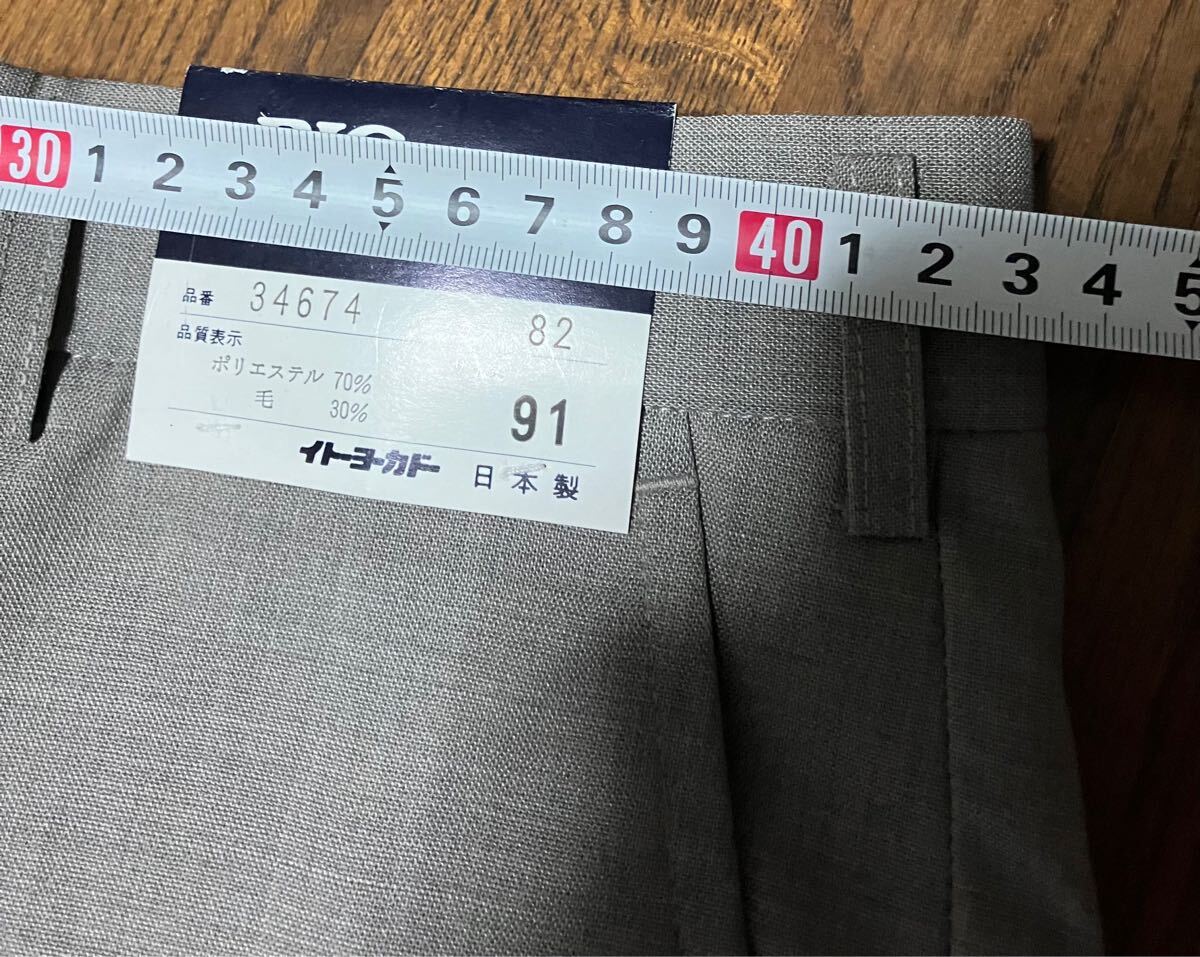 30 1 2 3 4 5 6 7 8 9 40 1 2 3 4 5
品番 34674 82
品質表示
ポリエステル 70%
毛 30% 91
イトーヨーカドー 日本製